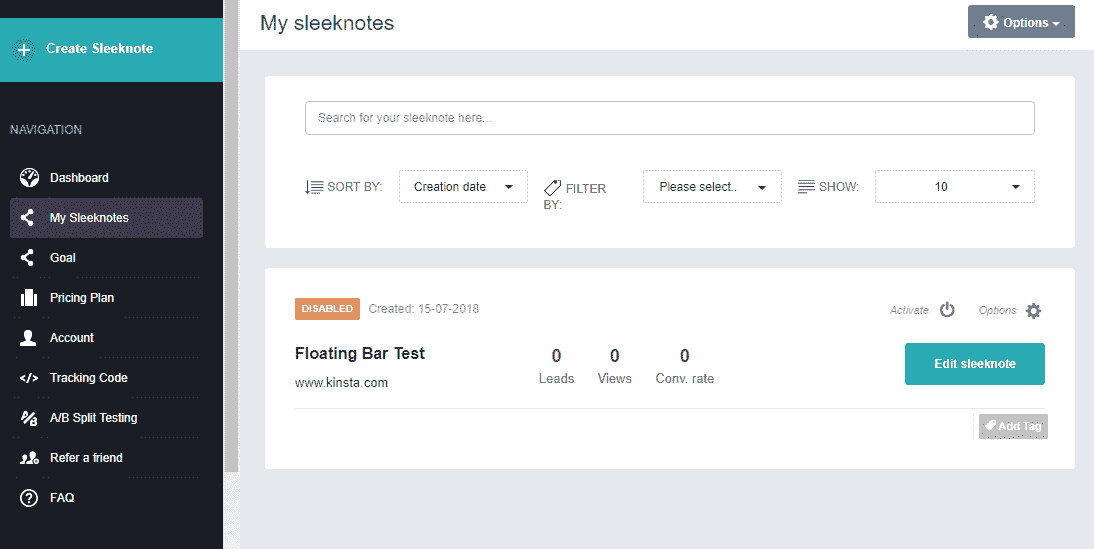 Create Sleeknote
NAVIGATION
Dashboard
My Sleeknotes
Goal
Pricing Plan
Account
Tracking Code
A/B Split Testing
Refer a friend
FAQ
My sleeknotes
Options
Search for your sleeknote here...
SORT BY: Creation date FILTER BY: Please select.. SHOW: 10
DISABLED Created: 15-07-2018 Activate Options
Floating Bar Test 0 0 0
www.kinsta.com Leads Views Conv. rate
Edit sleeknote
Add Tag